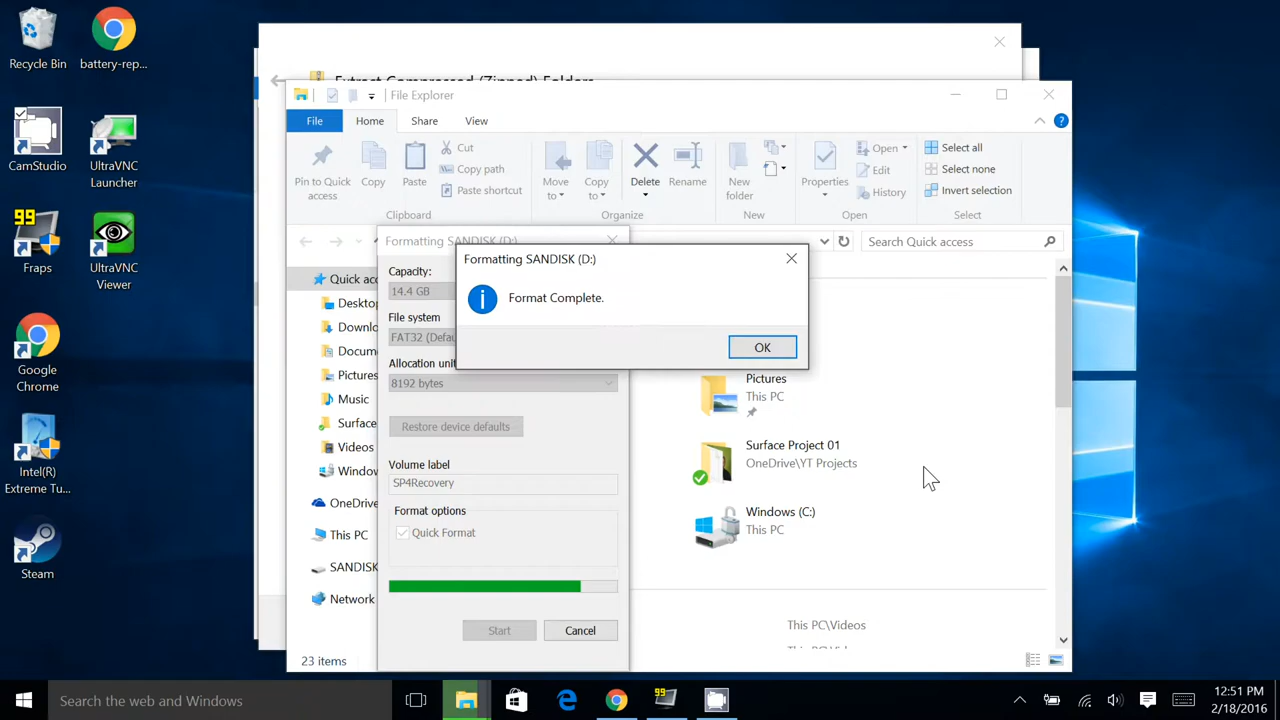 Recycle Bin
battery-rep...
CamStudio
UltraVNC
Launcher
99
Fraps
UltraVNC
Viewer
Google
Chrome
Intel(R)
Extreme Tu...
Steam
Extract Compressed (Zipped) Folders
File Explorer
File
Home
Share
View
Pin to Quick
access
Copy
Paste
Cut
Copy path
Paste shortcut
Clipboard
Move
to
Copy
to
Delete
Rename
Organize
New
folder
New
Properties
Open
Edit
History
Open
Select all
Select none
Invert selection
Select
Search Quick access
Quick ac
Deskto
Downlo
Docum
Pictures
Music
Surface
Videos
Window
OneDrive
This PC
SANDISK
Network
23 items
Formatting SANDISK (D:)
Capacity:
14.4 GB
File system
FAT32 (Defau
Allocation unit
8192 bytes
Restore device defaults
Volume label
SP4Recovery
Format options
Quick Format
Start
Cancel
Formatting SANDISK (D:)
Format Complete.
OK
Pictures
This PC
Surface Project 01
OneDrive\YT Projects
Windows (C:)
This PC
This PC\Videos
Search the web and Windows
99
12:51 PM
2/18/2016